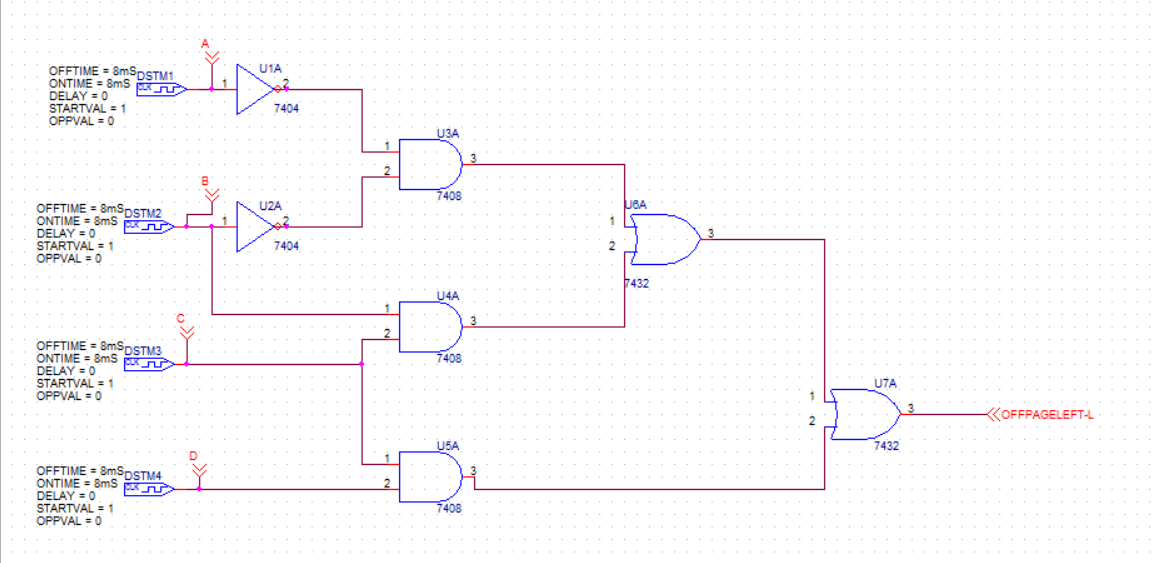 A
OFFTIME = 8mS
DSTM1
ONTIME = 8mS
CLK
DELAY = 0
STARTVAL = 1
OPPVAL = 0
U1A
1
2
7404
U3A
1
2
3
7408
B
OFFTIME = 8mS
DSTM2
ONTIME = 8mS
CLK
DELAY = 0
STARTVAL = 1
OPPVAL = 0
U2A
1
2
7404
U6A
1
2
3
7432
U4A
1
2
3
7408
C
OFFTIME = 8mS
DSTM3
ONTIME = 8mS
CLK
DELAY = 0
STARTVAL = 1
OPPVAL = 0
U7A
1
2
3
7432
OFFPAGELEFT-L
U5A
1
2
3
7408
D
OFFTIME = 8mS
DSTM4
ONTIME = 8mS
CLK
DELAY = 0
STARTVAL = 1
OPPVAL = 0